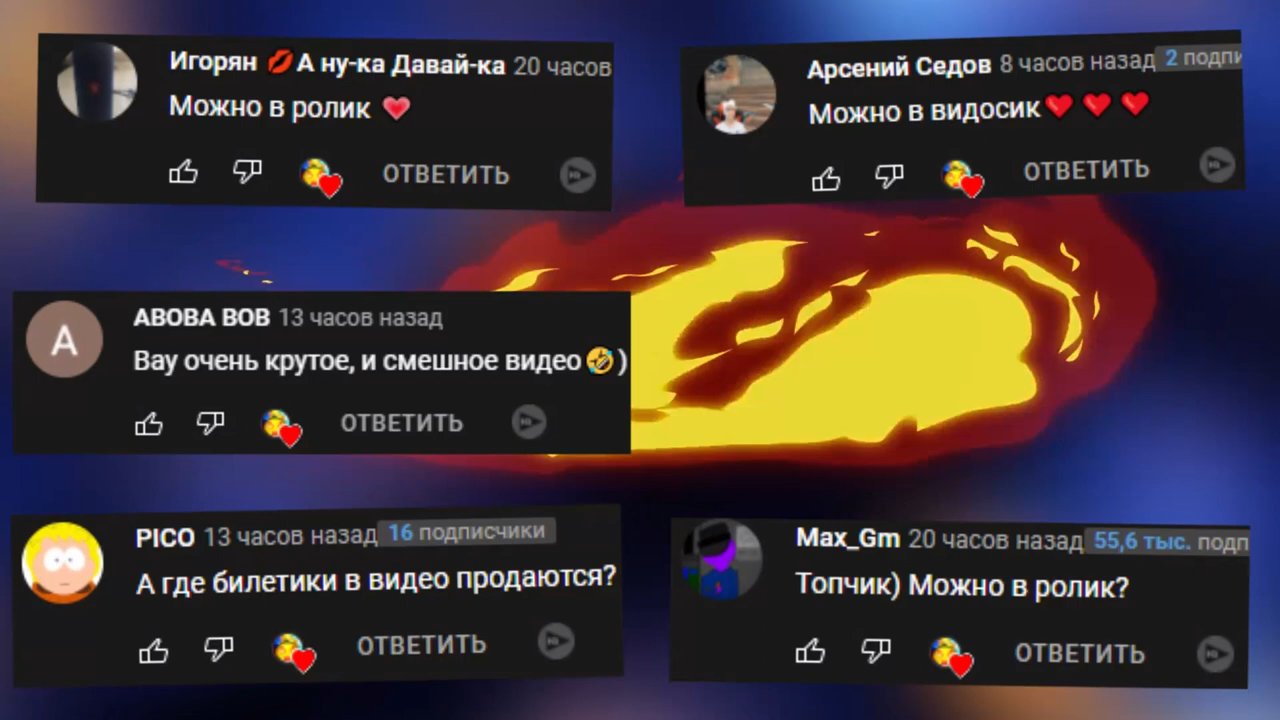 Игорян 💋А ну-ка Давай-ка 20 часов
Можно в ролик 💗
ОТВЕТИТЬ
Арсений Седов 8 часов назад 2 подпи
Можно в видосик❤️ ❤️ ❤️
ОТВЕТИТЬ
А
ABOBA BOB 13 часов назад
Вау очень крутое, и смешное видео🤣)
ОТВЕТИТЬ
PICO 13 часов назад 16 подписчики
А где билетики в видео продаются?
ОТВЕТИТЬ
Max_Gm 20 часов назад 55,6 тыс. подп
Топчик) Можно в ролик?
ОТВЕТИТЬ